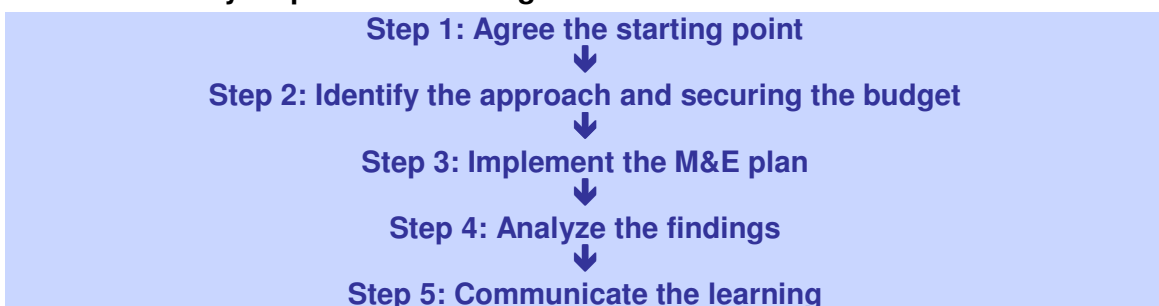 Step 1: Agree the starting point
Step 2: Identify the approach and securing the budget
Step 3: Implement the M&E plan
Step 4: Analyze the findings
Step 5: Communicate the learning